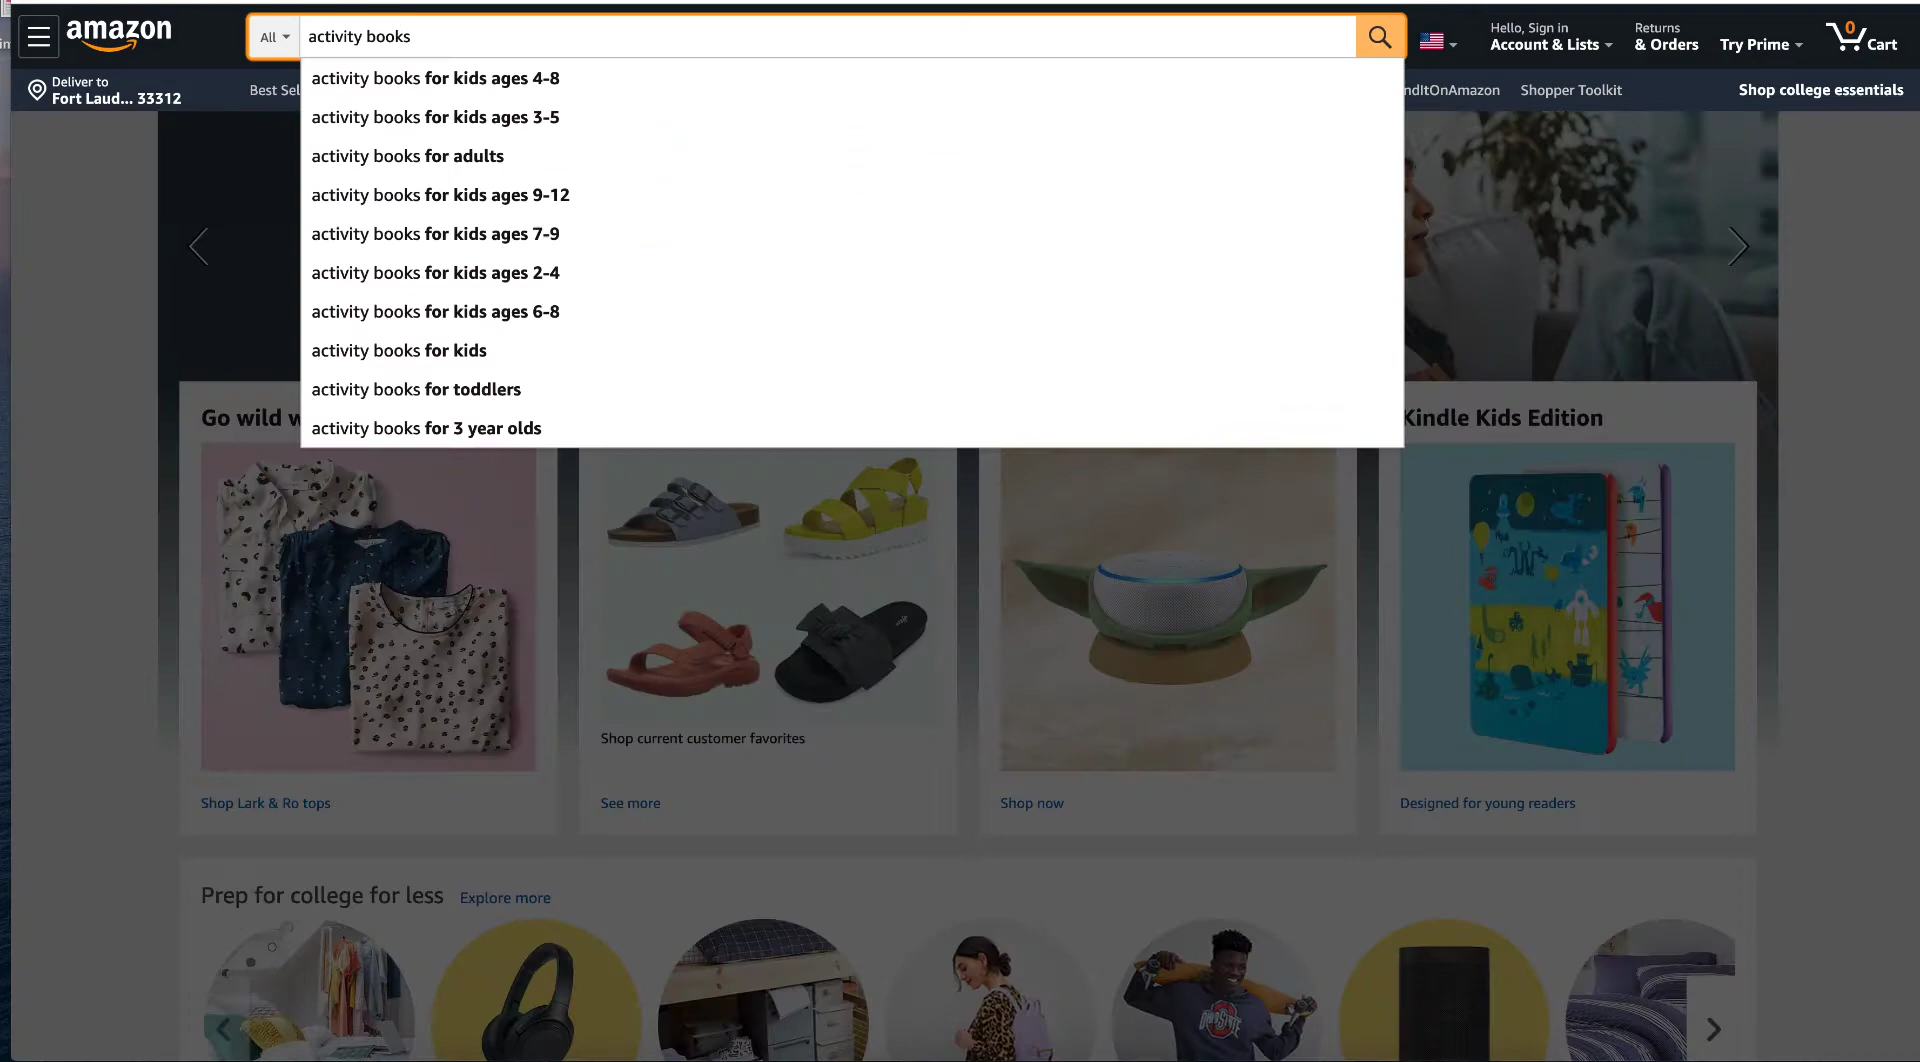 amazon
All
activity books
Hello, Sign in
Account & Lists
Returns
& Orders
Try Prime
0
Cart
Deliver to
Fort Laud... 33312
Best Sel
ndItOnAmazon
Shopper Toolkit
Shop college essentials
activity books for kids ages 4-8
activity books for kids ages 3-5
activity books for adults
activity books for kids ages 9-12
activity books for kids ages 7-9
activity books for kids ages 2-4
activity books for kids ages 6-8
activity books for kids
activity books for toddlers
activity books for 3 year olds
Go wild w
Kindle Kids Edition
Shop current customer favorites
Shop Lark & Ro tops
See more
Shop now
Designed for young readers
Prep for college for less
Explore more
OHIO STATE